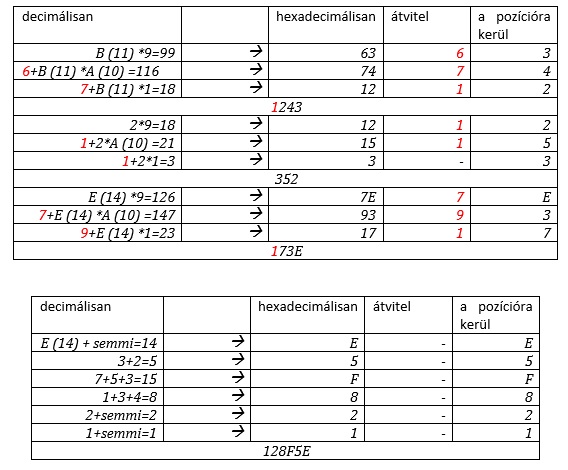 decimálisan hexadecimálisan átvitel a pozícióra
kerül
B (11) *9=99 → 63 6 3
6+B (11) *A (10) =116 → 74 7 4
7+B (11) *1=18 → 12 1 2
1243
2*9=18 → 12 1 2
1+2*A (10) =21 → 15 1 5
1+2*1=3 → 3 - 3
352
E (14) *9=126 → 7E 7 E
7+E (14) *A (10) =147 → 93 9 3
9+E (14) *1=23 → 17 1 7
173E
decimálisan hexadecimálisan átvitel a pozícióra
kerül
E (14) + semmi=14 → E - E
3+2=5 → 5 - 5
7+5+3=15 → F - F
1+3+4=8 → 8 - 8
2+semmi=2 → 2 - 2
1+semmi=1 → 1 - 1
128F5E